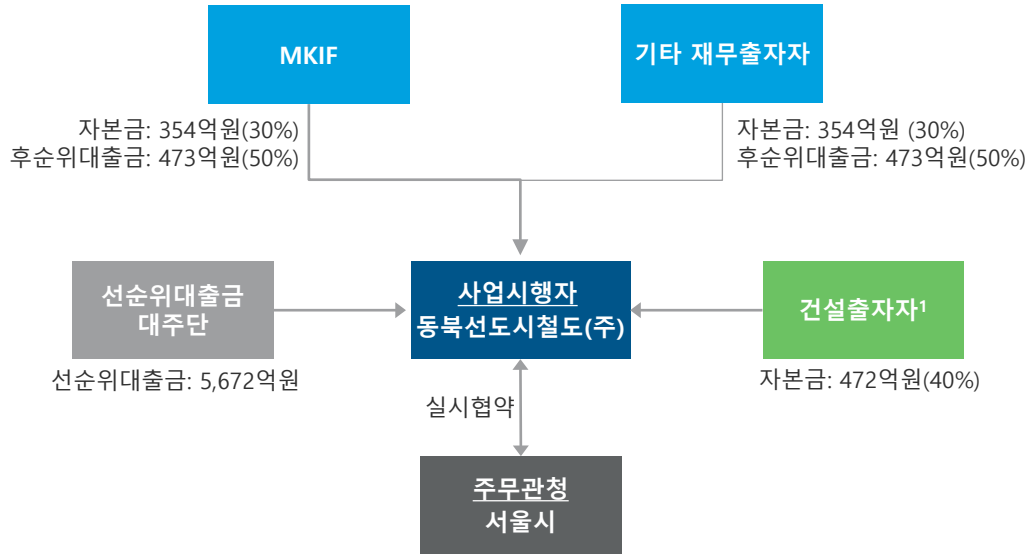 MKIF
기타 재무출자자
자본금: 354억원(30%)
후순위대출금: 473억원(50%)
자본금: 354억원 (30%)
후순위대출금: 473억원(50%)
선순위대출금
대주단
사업시행자
동북선도시철도(주)
건설출자자¹
선순위대출금: 5,672억원
자본금: 472억원(40%)
실시협약
주무관청
서울시